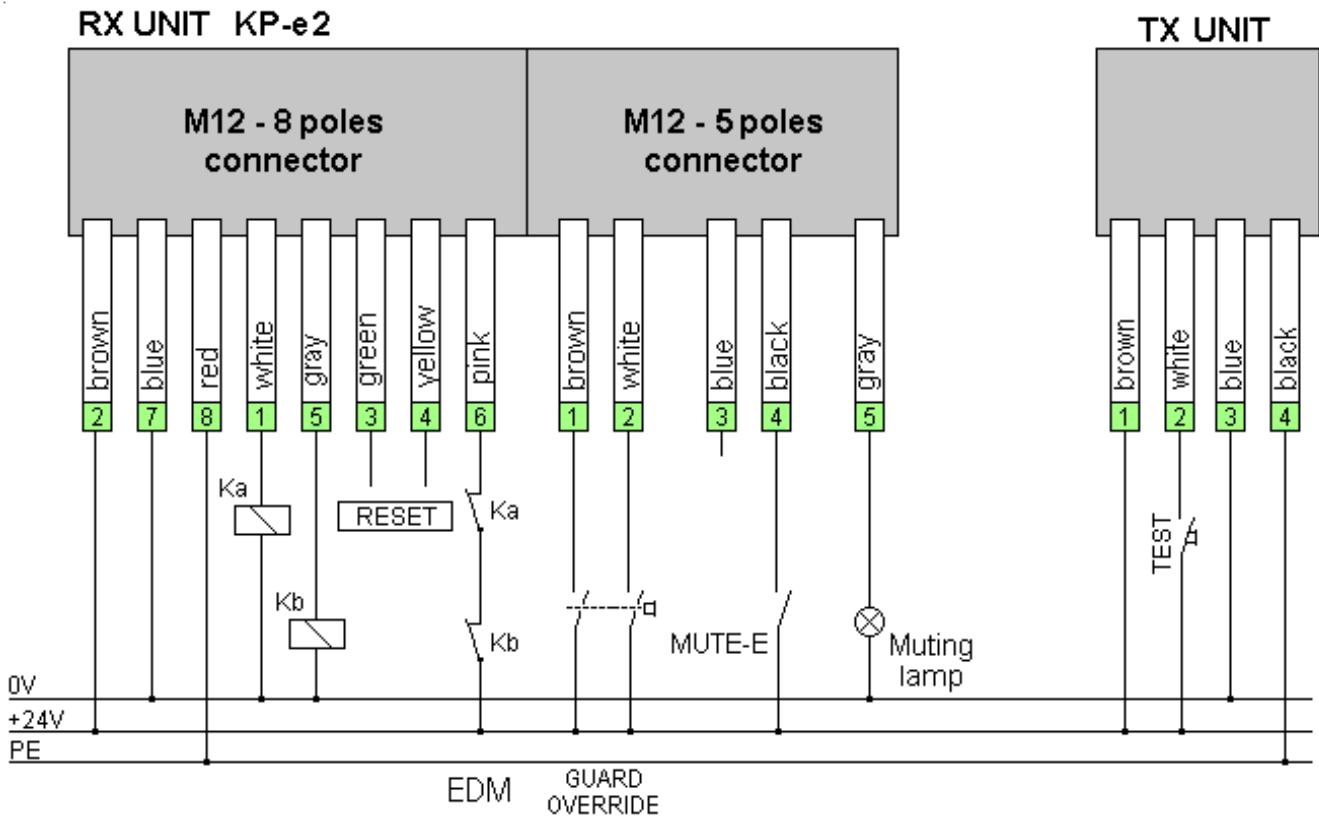 RX UNIT KP-e2
TX UNIT
M12 - 8 poles
connector
M12 - 5 poles
connector
brown
blue
red
white
gray
green
yellow
pink
brown
white
blue
black
gray
brown
white
blue
black
2
7
8
1
5
3
4
6
1
2
3
4
5
1
2
3
4
Ka
RESET
Ka
TEST
Kb
Kb
MUTE-E
Muting
lamp
0V
+24V
PE
EDM
GUARD
OVERRIDE